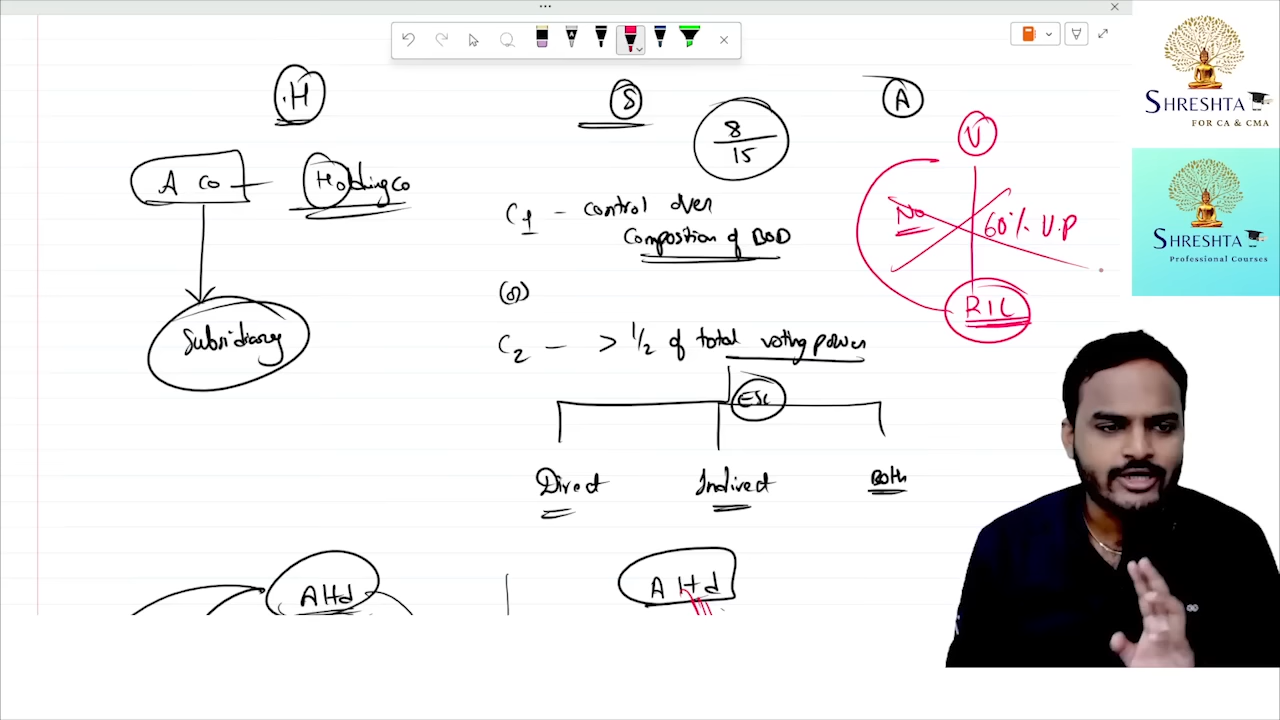 H
S
A
8
15
V
A Co
Holding Co
C1 - control over
Composition of BOD
No
60% V.P
RIL
(or)
Subsidiary
C2 - > 1/2 of total voting power
ESC
Direct
Indirect
Both
A ltd
A ltd
SHRESHTA
FOR CA & CMA
SHRESHTA
Professional Courses